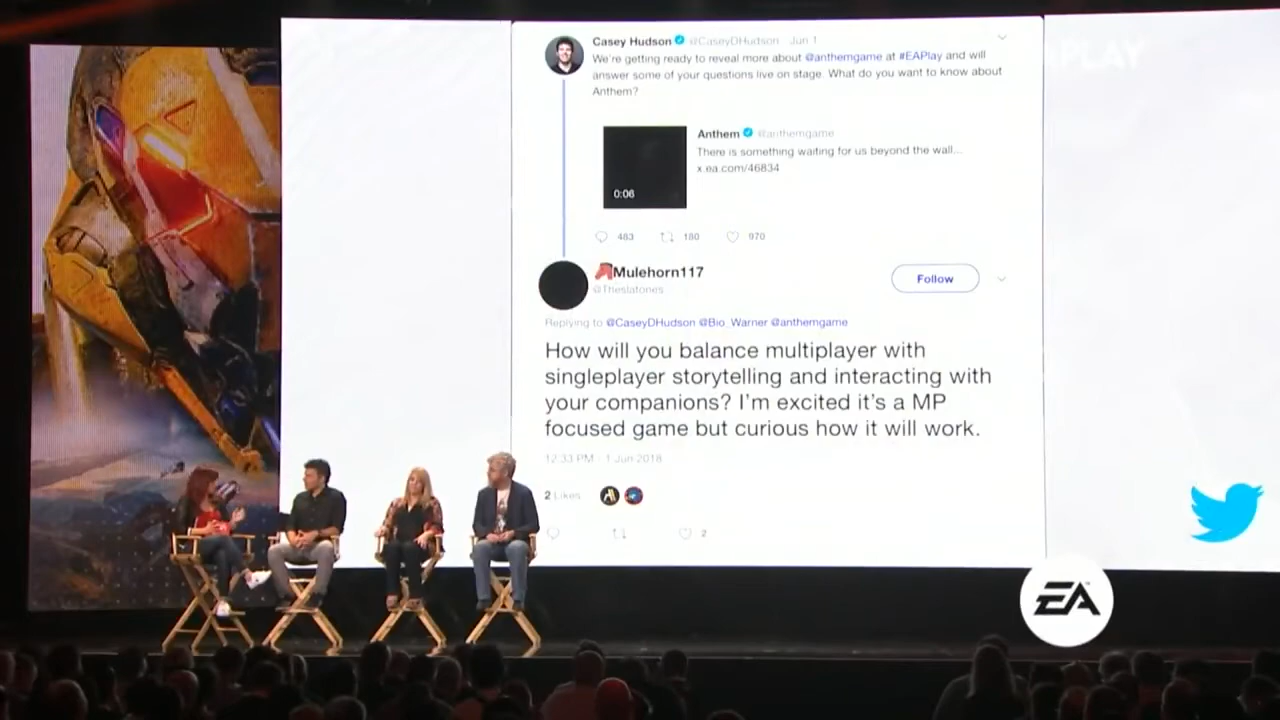 Casey Hudson @CaseyDHudson · Jun 1
We're getting ready to reveal more about @anthemgame at #EAPlay and will
answer some of your questions live on stage. What do you want to know about
Anthem?
Anthem @anthemgame
There is something waiting for us beyond the wall...
x.ea.com/46834
0:06
483 180 970
Mulehorn117
@Theslatones
Follow
Replying to @CaseyDHudson @Bio_Warner @anthemgame
How will you balance multiplayer with
singleplayer storytelling and interacting with
your companions? I'm excited it's a MP
focused game but curious how it will work.
12:33 PM - 1 Jun 2018
2 Likes
2
EA